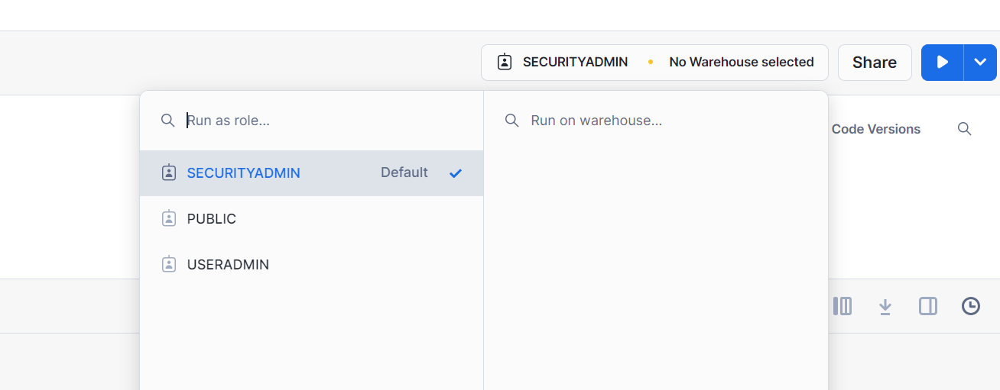 SECURITYADMIN No Warehouse selected Share
Run as role...
SECURITYADMIN Default
PUBLIC
USERADMIN
Run on warehouse...
Code Versions